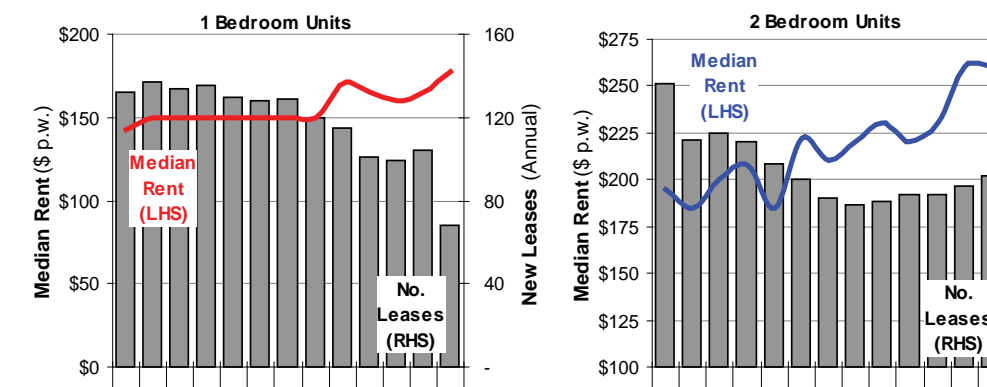 1 Bedroom Units
$200
$150
$100
$50
$0
Median Rent ($ p.w.)
Median
Rent
(LHS)
No.
Leases
(RHS)
160
120
80
40
-
New Leases (Annual)
2 Bedroom Units
$275
$250
$225
$200
$175
$150
$125
$100
Median Rent ($ p.w.)
Median
Rent
(LHS)
No.
Leases
(RHS)